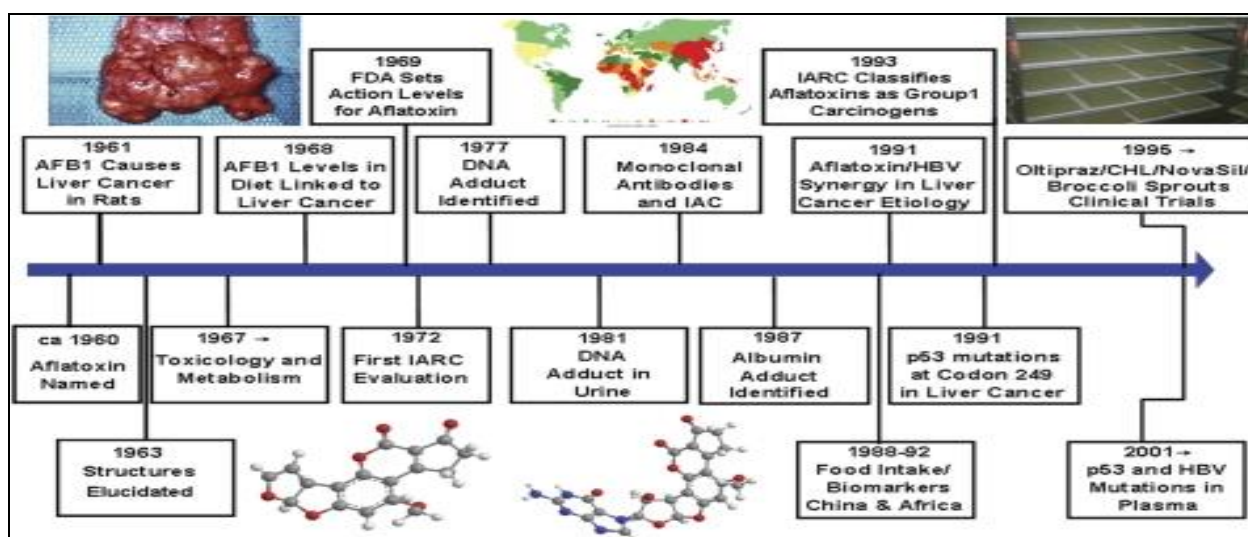 1969
FDA Sets
Action Levels
for Aflatoxin
1993
IARC Classifies
Aflatoxins as Group1
Carcinogens
1961
AFB1 Causes
Liver Cancer
in Rats
1968
AFB1 Levels in
Diet Linked to
Liver Cancer
1977
DNA
Adduct
Identified
1984
Monoclonal
Antibodies
and IAC
1991
Aflatoxin/HBV
Synergy in Liver
Cancer Etiology
1995 →
Oltipraz/CHL/NovaSil/
Broccoli Sprouts
Clinical Trials
ca 1960
Aflatoxin
Named
1967 →
Toxicology and
Metabolism
1972
First IARC
Evaluation
1981
DNA
Adduct in
Urine
1987
Albumin
Adduct
Identified
1991
p53 mutations
at Codon 249
in Liver Cancer
1963
Structures
Elucidated
1988-92
Food Intake/
Biomarkers
China & Africa
2001→
p53 and HBV
Mutations in
Plasma